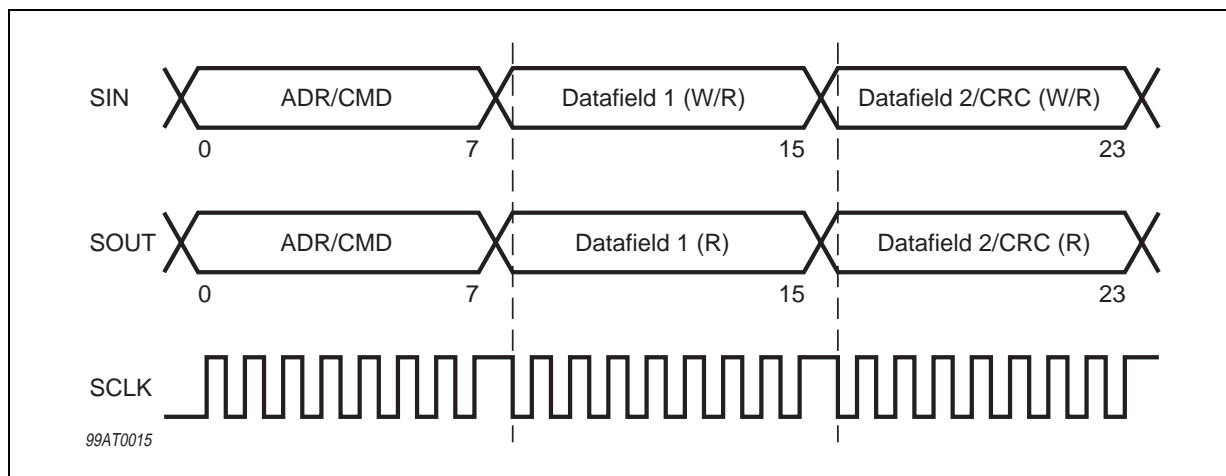 SIN ADR/CMD Datafield 1 (W/R) Datafield 2/CRC (W/R)
0 7 15 23
SOUT ADR/CMD Datafield 1 (R) Datafield 2/CRC (R)
0 7 15 23
SCLK
99AT0015